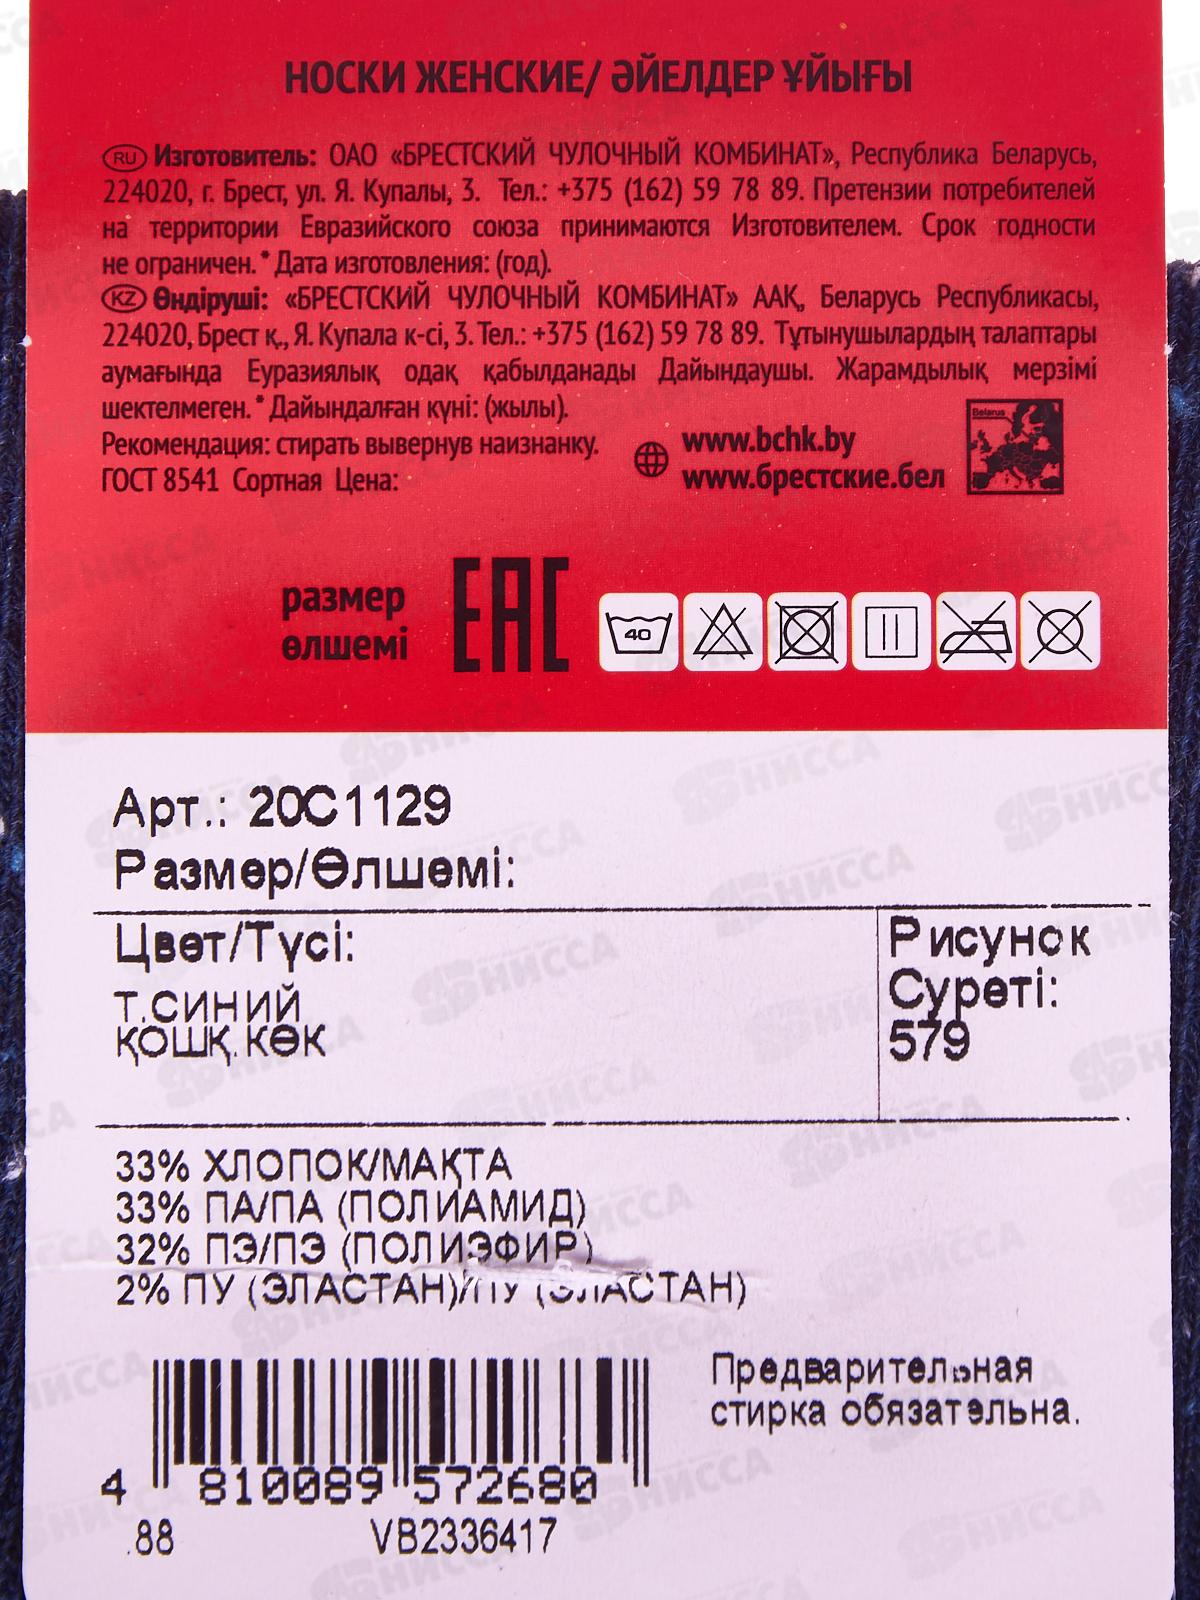 НОСКИ ЖЕНСКИЕ/ ӘЙЕЛДЕР ҰЙЫҒЫ
RU Изготовитель: ОАО «БРЕСТСКИЙ ЧУЛОЧНЫЙ КОМБИНАТ», Республика Беларусь,
224020, г. Брест, ул. Я. Купалы, 3. Тел.: +375 (162) 59 78 89. Претензии потребителей
на территории Евразийского союза принимаются Изготовителем. Срок годности
не ограничен. * Дата изготовления: (год).
KZ Өндіруші: «БРЕСТСКИЙ ЧУЛОЧНЫЙ КОМБИНАТ» ААҚ, Беларусь Республикасы,
224020, Брест қ., Я. Купала к-сі, 3. Тел.: +375 (162) 59 78 89. Тұтынушылардың талаптары
аумағында Еуразиялық одақ қабылданады Дайындаушы. Жарамдылық мерзімі
шектелмеген. * Дайындалған күні: (жылы).
Рекомендация: стирать вывернув наизнанку.
ГОСТ 8541 Сортная Цена:
www.bchk.by
www.брестские.бел
Belarus
размер
өлшемі
ЕАС
40
Арт.: 20С1129
Размер/Өлшемі:
Цвет/Түсі:
Т.СИНИЙ
ҚОШҚ.КӨК
Рисунок
Суреті:
579
33% ХЛОПОК/МАҚТА
33% ПА/ПА (ПОЛИАМИД)
32% ПЭ/ПЭ (ПОЛИЭФИР)
2% ПУ (ЭЛАСТАН)/ПУ (ЭЛАСТАН)
Предварительная
стирка обязательна.
4 810089 572680
.88 VB2336417
НИССА